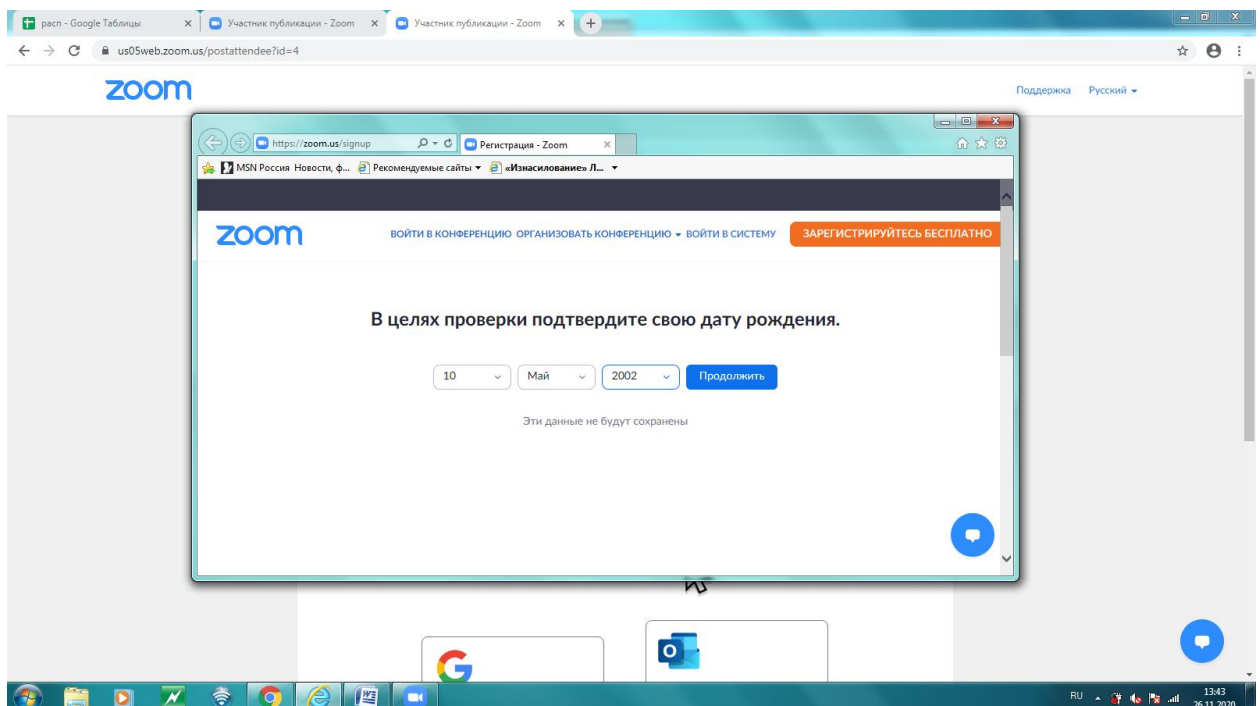 расп - Google Таблицы
Участник публикации - Zoom
Участник публикации - Zoom
us05web.zoom.us/postattendee?id=4
zoom
Поддержка Русский
https://zoom.us/signup
Регистрация - Zoom
MSN Россия Новости, ф... Рекомендуемые сайты «Изнасилование» Л...
zoom
ВОЙТИ В КОНФЕРЕНЦИЮ ОРГАНИЗОВАТЬ КОНФЕРЕНЦИЮ ВОЙТИ В СИСТЕМУ ЗАРЕГИСТРИРУЙТЕСЬ БЕСПЛАТНО
В целях проверки подтвердите свою дату рождения.
10 Май 2002 Продолжить
Эти данные не будут сохранены
RU 13:43
26.11.2020